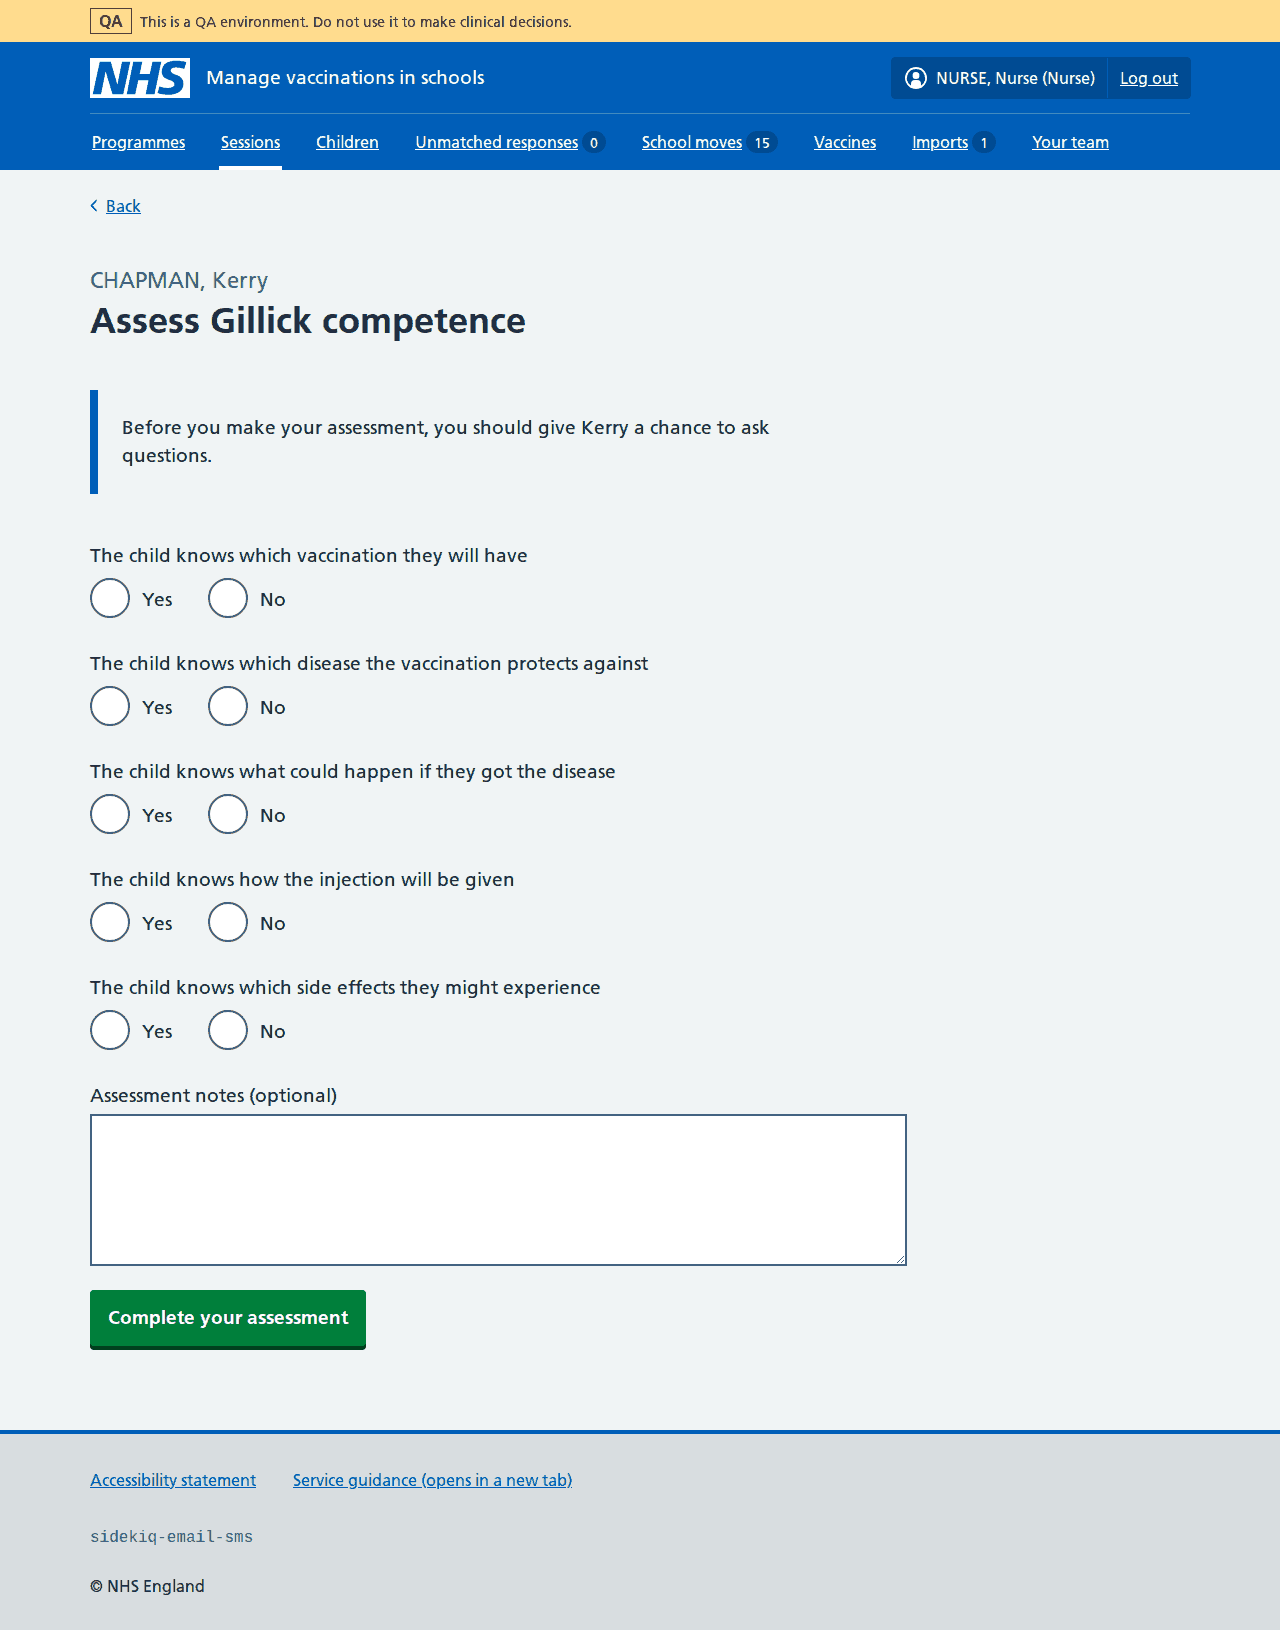 QA This is a QA environment. Do not use it to make clinical decisions.
NHS Manage vaccinations in schools NURSE, Nurse (Nurse) Log out
Programmes Sessions Children Unmatched responses 0 School moves 15 Vaccines Imports 1 Your team
Back
CHAPMAN, Kerry
Assess Gillick competence
Before you make your assessment, you should give Kerry a chance to ask
questions.
The child knows which vaccination they will have
Yes No
The child knows which disease the vaccination protects against
Yes No
The child knows what could happen if they got the disease
Yes No
The child knows how the injection will be given
Yes No
The child knows which side effects they might experience
Yes No
Assessment notes (optional)
Complete your assessment
Accessibility statement Service guidance (opens in a new tab)
sidekiq-email-sms
© NHS England